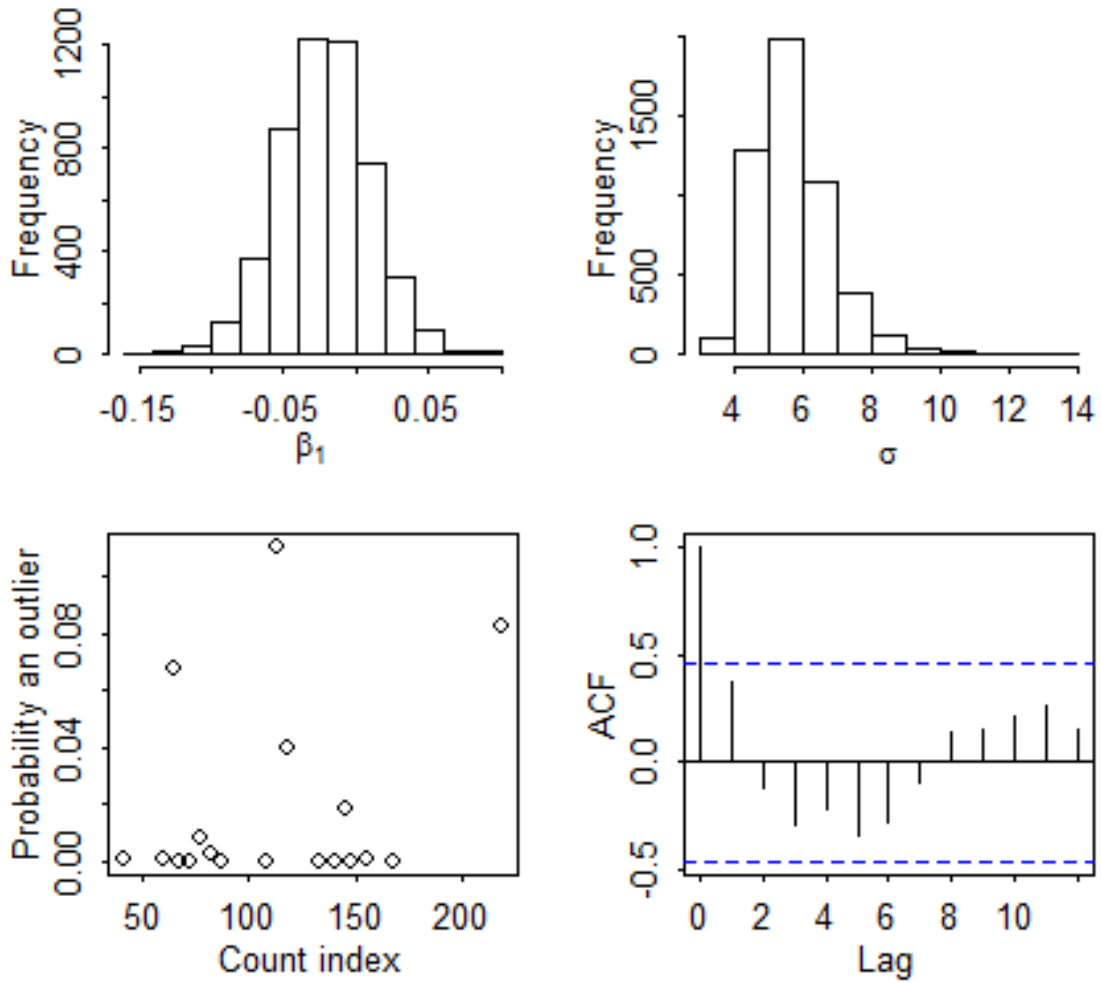 Frequency
0 400 800 1200
-0.15 -0.05 0.05
β₁
Frequency
0 500 1500
4 6 8 10 12 14
σ
Probability an outlier
0.00 0.04 0.08
50 100 150 200
Count index
ACF
-0.5 0.0 0.5 1.0
0 2 4 6 8 10
Lag